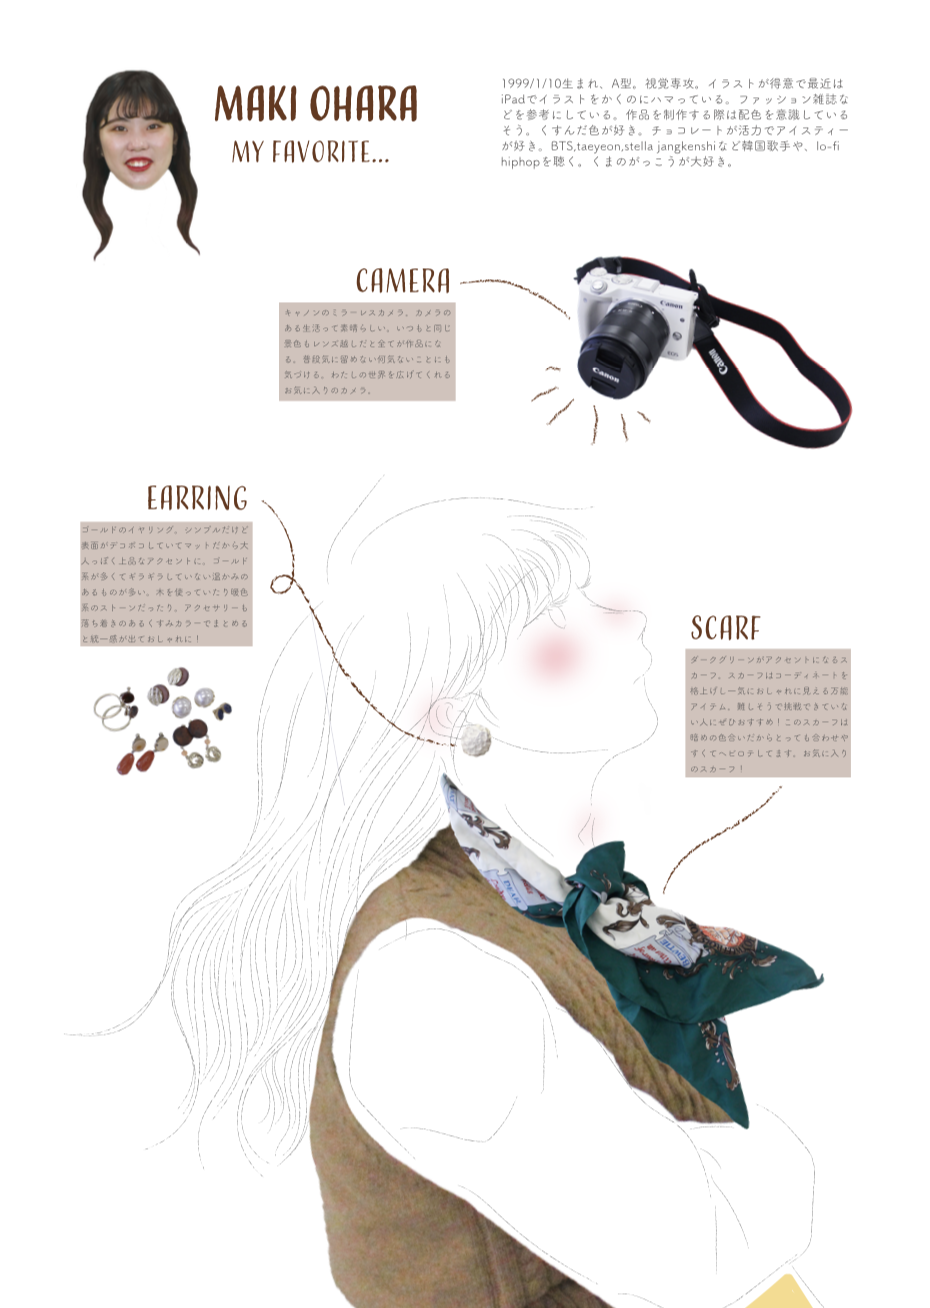 MAKI OHARA
MY FAVORITE...
1999/1/10生まれ、A型。視覚専攻。イラストが得意で最近は
iPadでイラストをかくのにハマっている。ファッション雑誌な
どを参考にしている。作品を制作する際は配色を意識している
そう。くすんだ色が好き。チョコレートが活力でアイスティー
が好き。BTS,taeyeon,stella jangkenshiなど韓国歌手や、lo-fi
hiphopを聴く。くまのがっこうが大好き。
CAMERA
キャノンのミラーレスカメラ。カメラの
ある生活って素晴らしい。いつもと同じ
景色もレンズ越しだと全てが作品にな
る。普段気に留めない何気ないことにも
気づける。わたしの世界を広げてくれる
お気に入りのカメラ。
Canon
Canon
Canon
EARRING
ゴールドのイヤリング。シンプルだけど
表面がデコボコしていてマットだから大
人っぽく上品なアクセントに。ゴールド
系が多くてギラギラしていない温かみの
あるものが多い。木を使っていたり暖色
系のストーンだったり。アクセサリーも
落ち着きのあるくすみカラーでまとめる
と統一感が出ておしゃれに！
SCARF
ダークグリーンがアクセントになるス
カーフ。スカーフはコーディネートを
格上げし一気におしゃれに見える万能
アイテム。難しそうで挑戦できていな
い人にぜひおすすめ！このスカーフは
暗めの色合いだからとっても合わせや
すくてヘビロテしてます。お気に入り
のスカーフ！